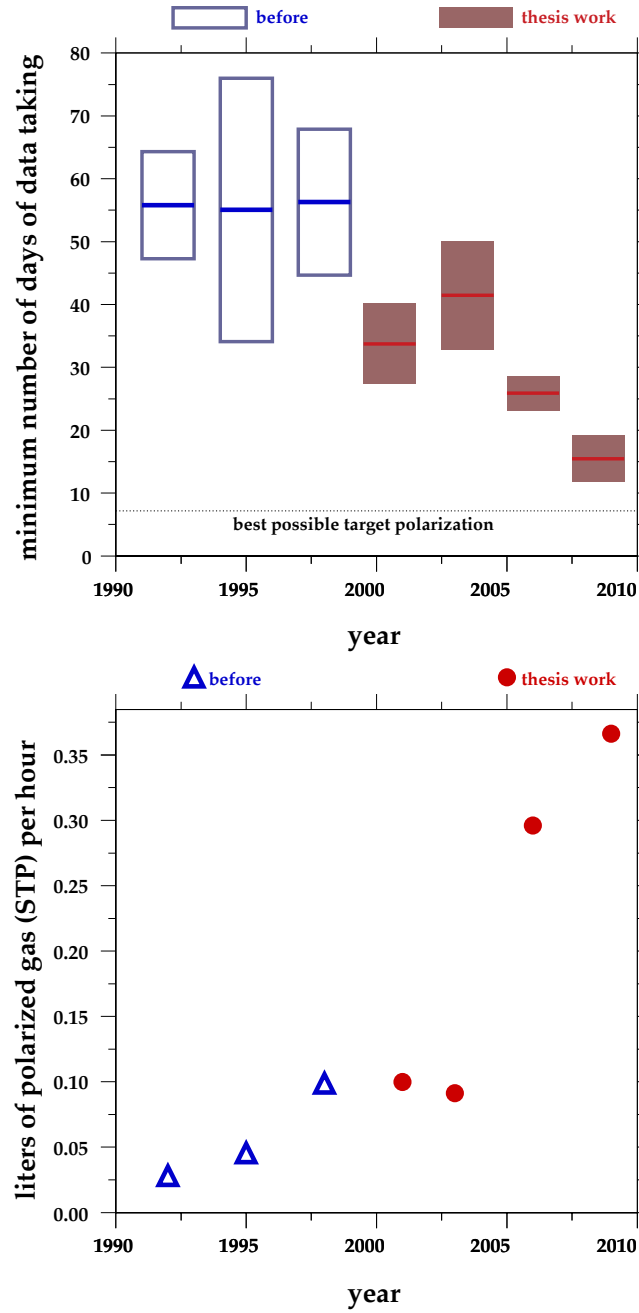 before thesis work
80
70
60
50
40
30
20
10
0
minimum number of days of data taking
best possible target polarization
1990 1995 2000 2005 2010
year
before thesis work
0.35
0.30
0.25
0.20
0.15
0.10
0.05
0.00
liters of polarized gas (STP) per hour
1990 1995 2000 2005 2010
year